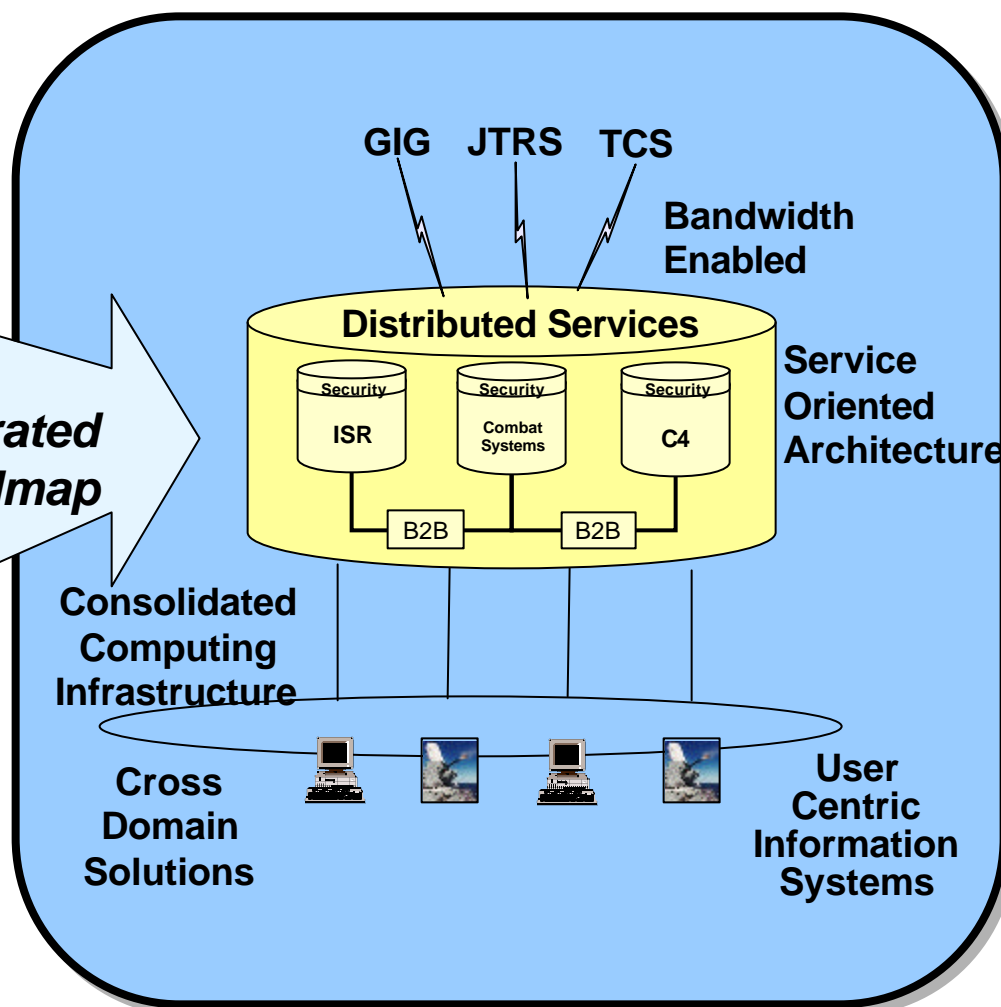 GIG JTRS TCS
Bandwidth
Enabled
Distributed Services
Security Security Security
ISR
Combat
Systems
C4
B2B B2B
Service
Oriented
Architecture
Consolidated
Computing
Infrastructure
Cross
Domain
Solutions
User
Centric
Information
Systems